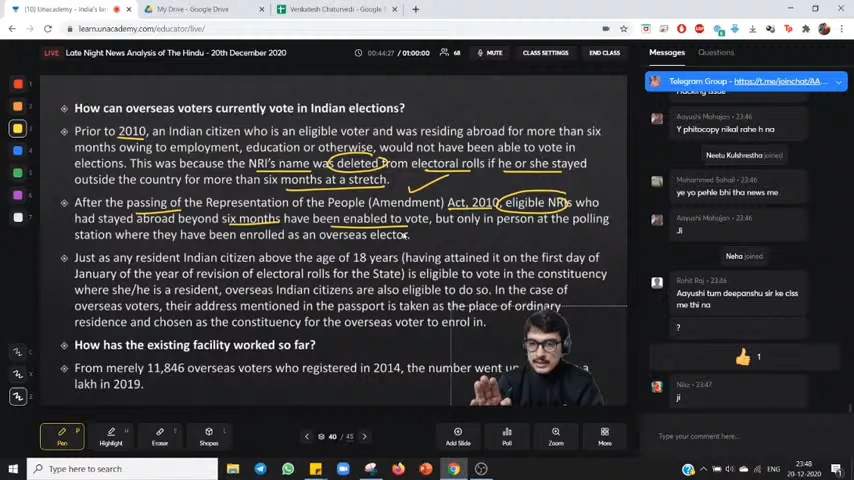 (10) Unacademy - India's la
My Drive - Google Drive
Venkatesh Chaturvedi - Google S
learn.unacademy.com/educator/live/
LIVE
Late Night News Analysis of The Hindu - 20th December 2020
00:44:27 / 01:00:00
68
MUTE
CLASS SETTINGS
END CLASS
Messages
Questions
Telegram Group - https://t.me/joinchat/AA...
Hacking issue
Aayushi Mahajan · 23:46
Y phitocopy nikal rahe h na
Neetu Kulshrestha joined
Mohammed Sohail · 23:46
ye yo pehle bhi tha news me
Aayushi Mahajan · 23:46
Ji
Neha joined
Rohit Raj · 23:46
Aayushi tum deepanshu sir ke clss me thi na
?
1
23:47
ji
Ask something
How can overseas voters currently vote in Indian elections?
Prior to 2010, an Indian citizen who is an eligible voter and was residing abroad for more than six
months owing to employment, education or otherwise, would not have been able to vote in
elections. This was because the NRI's name was deleted from electoral rolls if he or she stayed
outside the country for more than six months at a stretch.
After the passing of the Representation of the People (Amendment) Act, 2010, eligible NRIs who
had stayed abroad beyond six months have been enabled to vote, but only in person at the polling
station where they have been enrolled as an overseas elector.
Just as any resident Indian citizen above the age of 18 years (having attained it on the first day of
January of the year of revision of electoral rolls for the State) is eligible to vote in the constituency
where she/he is a resident, overseas Indian citizens are also eligible to do so. In the case of
overseas voters, their address mentioned in the passport is taken as the place of ordinary
residence and chosen as the constituency for the overseas voter to enrol in.
How has the existing facility worked so far?
From merely 11,846 overseas voters who registered in 2014, the number went up a
lakh in 2019.
Pen
Highlight
Eraser
Shapes
40 / 45
Add Slide
Poll
Zoom
More
Type here to search
ENG
23:48
20-12-2020